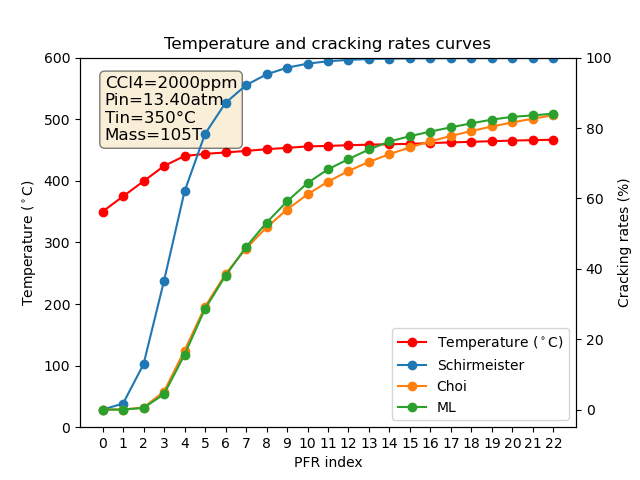 Temperature and cracking rates curves
CCl4=2000ppm
Pin=13.40atm
Tin=350°C
Mass=105T
600
500
400
300
200
100
0
Temperature (°C)
100
80
60
40
20
0
Cracking rates (%)
Temperature (°C)
Schirmeister
Choi
ML
0 1 2 3 4 5 6 7 8 9 10 11 12 13 14 15 16 17 18 19 20 21 22
PFR index